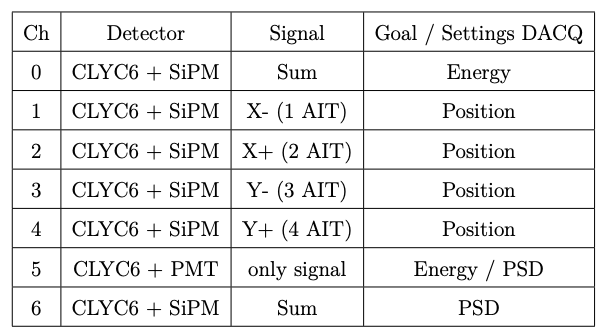 Ch Detector Signal Goal / Settings DACQ
0 CLYC6 + SiPM Sum Energy
1 CLYC6 + SiPM X- (1 AIT) Position
2 CLYC6 + SiPM X+ (2 AIT) Position
3 CLYC6 + SiPM Y- (3 AIT) Position
4 CLYC6 + SiPM Y+ (4 AIT) Position
5 CLYC6 + PMT only signal Energy / PSD
6 CLYC6 + SiPM Sum PSD